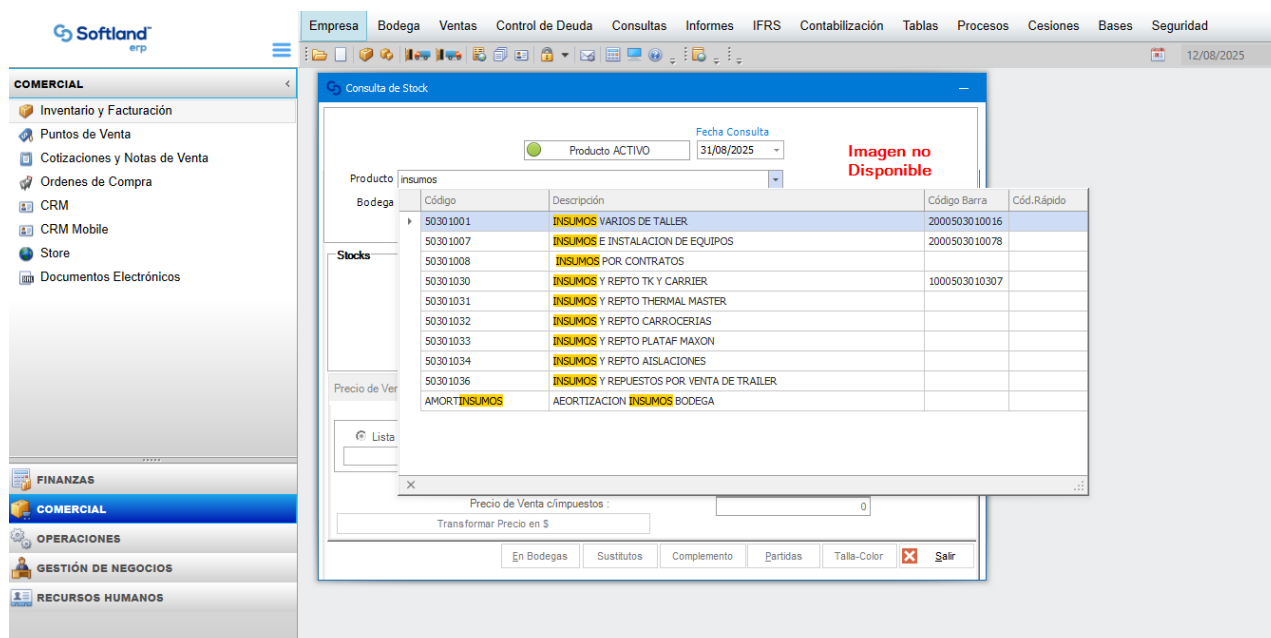 Softland
erp
Empresa Bodega Ventas Control de Deuda Consultas Informes IFRS Contabilización Tablas Procesos Cesiones Bases Seguridad
12/08/2025
COMERCIAL
Inventario y Facturación
Puntos de Venta
Cotizaciones y Notas de Venta
Ordenes de Compra
CRM
CRM Mobile
Store
Documentos Electrónicos
FINANZAS
COMERCIAL
OPERACIONES
GESTIÓN DE NEGOCIOS
RECURSOS HUMANOS
Consulta de Stock
Fecha Consulta
Producto ACTIVO 31/08/2025
Imagen no
Disponible
Producto insumos
Bodega
Código Descripción Código Barra Cód.Rápido
50301001 INSUMOS VARIOS DE TALLER 2000503010016
50301007 INSUMOS E INSTALACION DE EQUIPOS 2000503010078
50301008 INSUMOS POR CONTRATOS
50301030 INSUMOS Y REPTO TK Y CARRIER 1000503010307
50301031 INSUMOS Y REPTO THERMAL MASTER
50301032 INSUMOS Y REPTO CARROCERIAS
50301033 INSUMOS Y REPTO PLATAF MAXON
50301034 INSUMOS Y REPTO AISLACIONES
50301036 INSUMOS Y REPUESTOS POR VENTA DE TRAILER
AMORTINSUMOS AEORTIZACION INSUMOS BODEGA
Stocks
Precio de Ver
Lista
Precio de Venta c/impuestos : 0
Transformar Precio en $
En Bodegas Sustitutos Complemento Partidas Talla-Color Salir